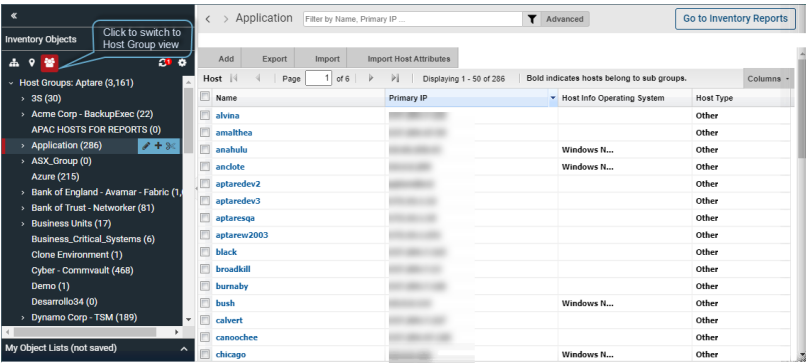 «
Inventory Objects
Click to switch to
Host Group view
Host Groups: Aptare (3,161)
3S (30)
Acme Corp - BackupExec (22)
APAC HOSTS FOR REPORTS (0)
Application (286)
ASX_Group (0)
Azure (215)
Bank of England - Avamar - Fabric (1,
Bank of Trust - Networker (81)
Business Units (17)
Business_Critical_Systems (6)
Clone Environment (1)
Cyber - Commvault (468)
Demo (1)
Desarrollo34 (0)
Dynamo Corp - TSM (189)
My Object Lists (not saved)
< > Application Filter by Name, Primary IP ... Advanced Go to Inventory Reports
Add Export Import Import Host Attributes
Host Page 1 of 6 Displaying 1 - 50 of 286 Bold indicates hosts belong to sub groups. Columns
Name Primary IP Host Info Operating System Host Type
alvina Other
amalthea Other
anahulu Windows N... Other
anclote Windows N... Other
aptaredev2 Other
aptaredev3 Other
aptaresqa Other
aptarew2003 Other
black Other
broadkill Other
burnaby Other
bush Windows N... Other
calvert Other
canoochee Other
chicago Windows N... Other